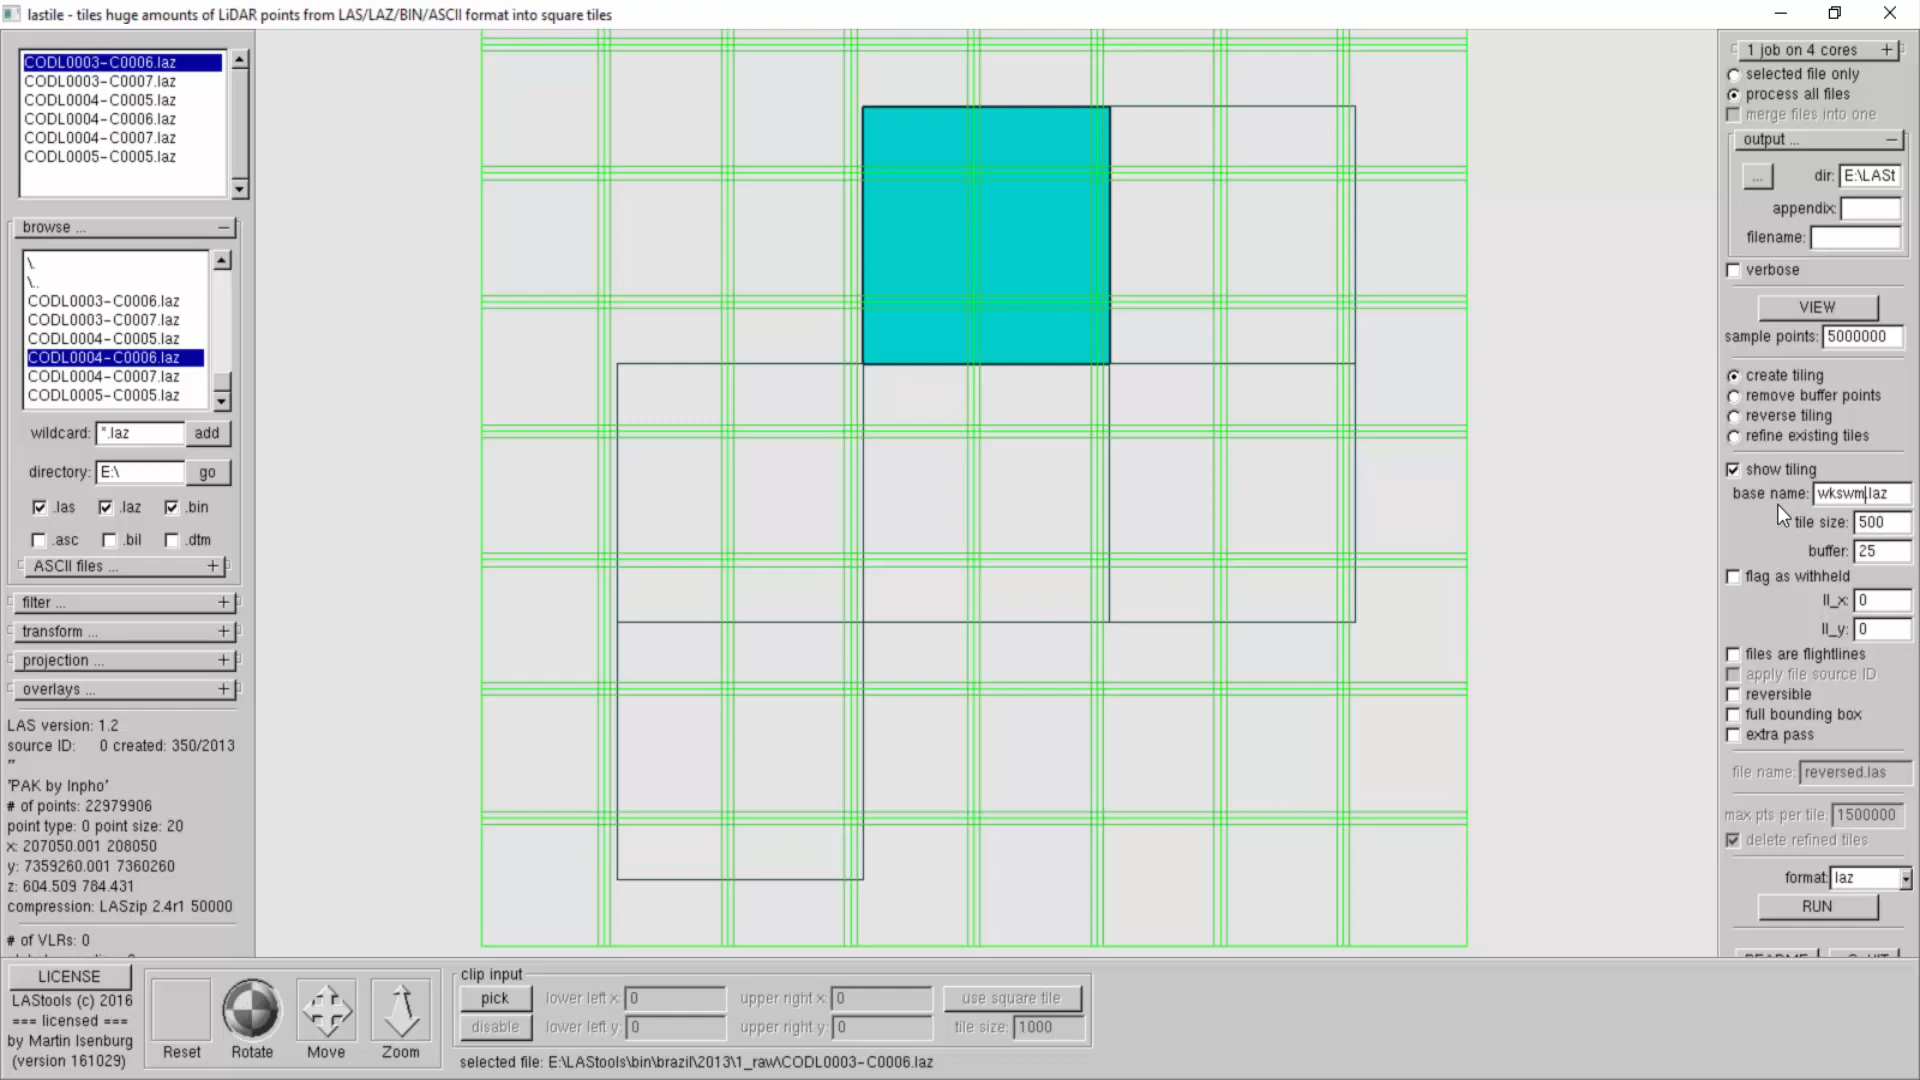 lastile - tiles huge amounts of LiDAR points from LAS/LAZ/BIN/ASCII format into square tiles
CODL0003-C0006.laz
CODL0003-C0007.laz
CODL0004-C0005.laz
CODL0004-C0006.laz
CODL0004-C0007.laz
CODL0005-C0005.laz
browse ...
\.
\..
CODL0003-C0006.laz
CODL0003-C0007.laz
CODL0004-C0005.laz
CODL0004-C0006.laz
CODL0004-C0007.laz
CODL0005-C0005.laz
wildcard: *.laz add
directory: E:\ go
.las .laz .bin
.asc .bil .dtm
ASCII files ... +
filter ... +
transform ... +
projection ... +
overlays ... +
LAS version: 1.2
source ID: 0 created: 350/2013
''
'PAK by Inpho'
# of points: 22979906
point type: 0 point size: 20
x: 207050.001 208050
y: 7359260.001 7360260
z: 604.509 784.431
compression: LASzip 2.4r1 50000
# of VLRs: 0
1 job on 4 cores +
selected file only
process all files
merge files into one
output ...
... dir: E:\LASt
appendix:
filename:
verbose
VIEW
sample points: 5000000
create tiling
remove buffer points
reverse tiling
refine existing tiles
show tiling
base name: wkswm.laz
tile size: 500
buffer: 25
flag as withheld
ll_x: 0
ll_y: 0
files are flightlines
apply file source ID
reversible
full bounding box
extra pass
file name: reversed.las
max pts per tile: 1500000
delete refined tiles
format: laz
RUN
LICENSE
LAStools (c) 2016
=== licensed ===
by Martin Isenburg
(version 161029)
Reset Rotate Move Zoom
clip input
pick lower left x: 0 upper right x: 0 use square tile
disable lower left y: 0 upper right y: 0 tile size: 1000
selected file: E:\LAStools\bin\brazil\2013\1_raw\CODL0003-C0006.laz